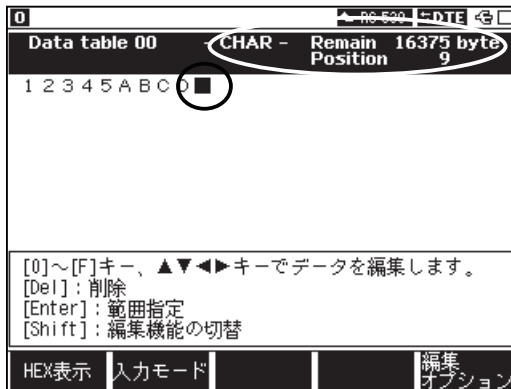 0 RS-530 DTE
Data table 00 - CHAR - Remain 16375 byte
Position 9
12345ABCD
[0]～[F]キー、▲▼◀▶キーでデータを編集します。
[Del]：削除
[Enter]：範囲指定
[Shift]：編集機能の切替
HEX表示 入力モード 編集
オプション